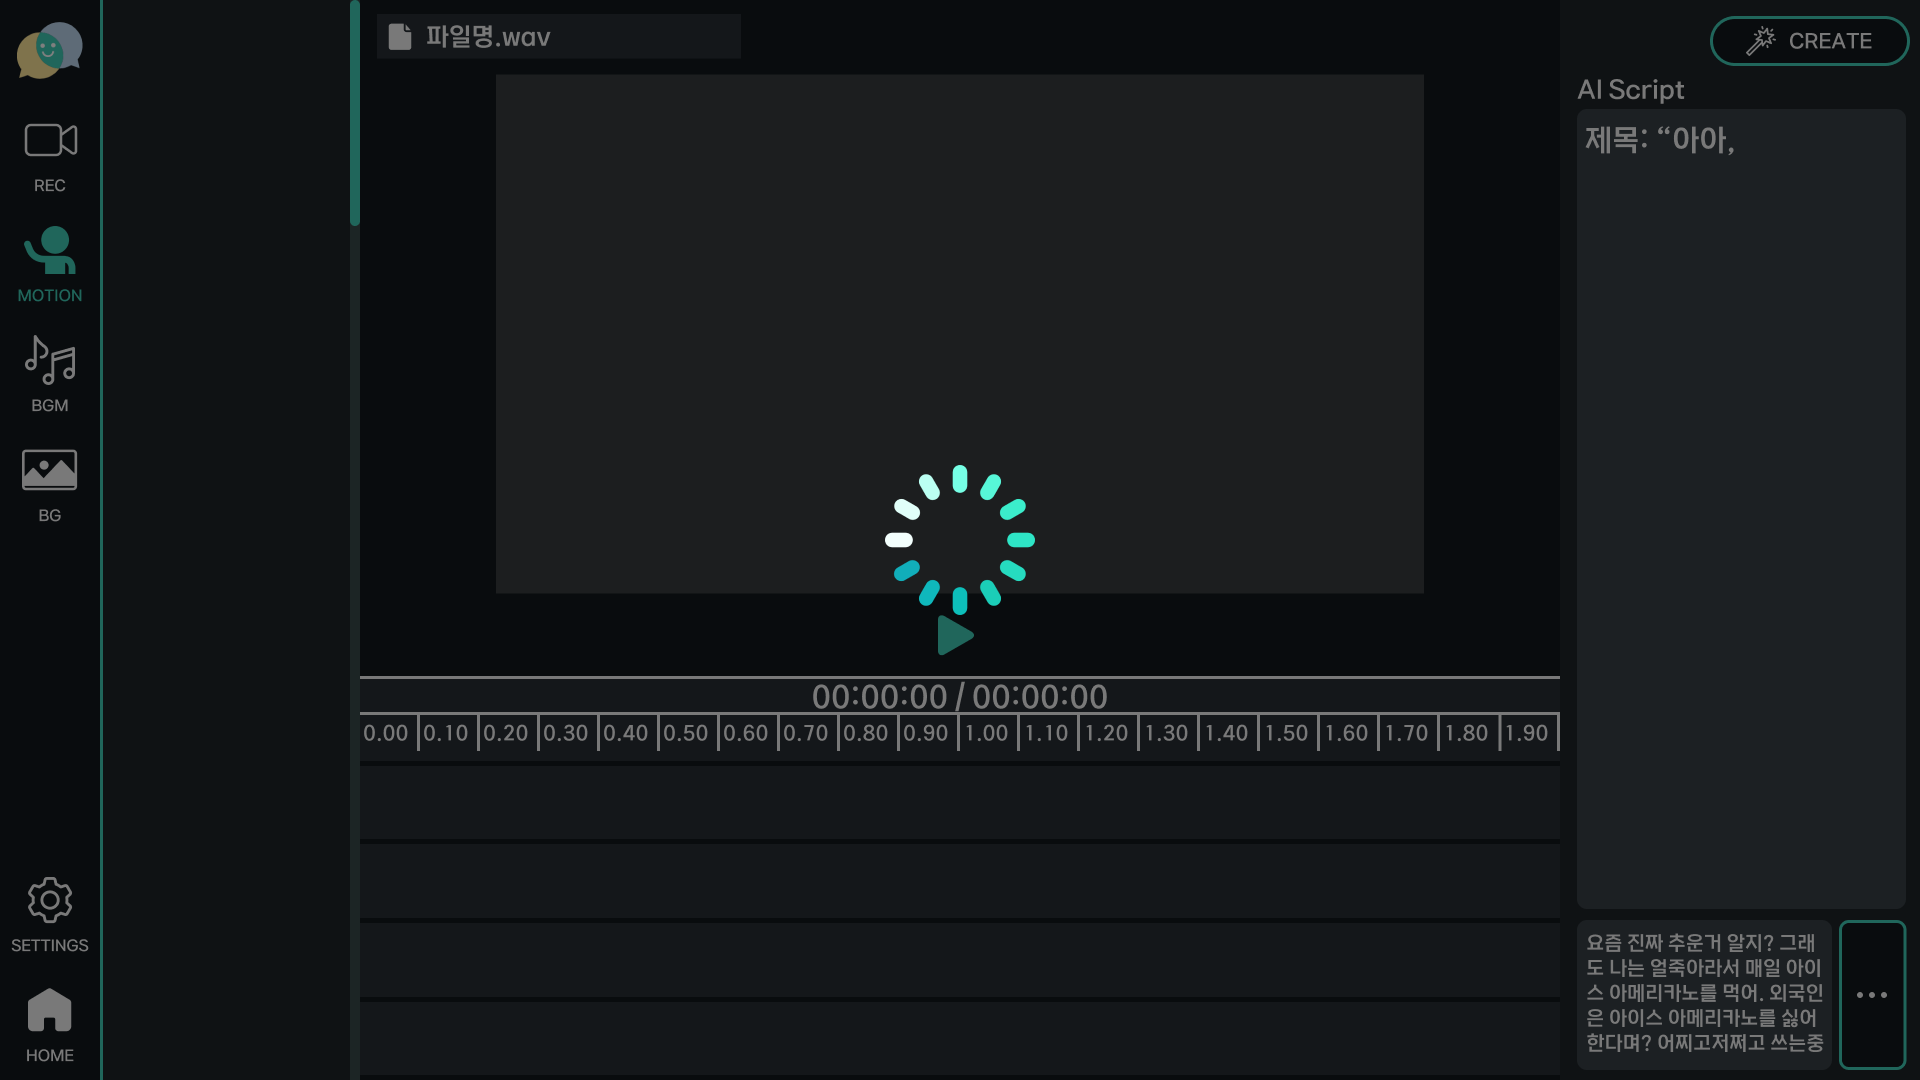 파일명.wav
CREATE
AI Script
제목: “아아,
REC
MOTION
BGM
BG
00:00:00 / 00:00:00
0.00 0.10 0.20 0.30 0.40 0.50 0.60 0.70 0.80 0.90 1.00 1.10 1.20 1.30 1.40 1.50 1.60 1.70 1.80 1.90
SETTINGS
HOME
요즘 진짜 추운거 알지? 그래
도 나는 얼죽아라서 매일 아이
스 아메리카노를 먹어. 외국인
은 아이스 아메리카노를 싫어
한다며? 어찌고저쩌고 쓰는중